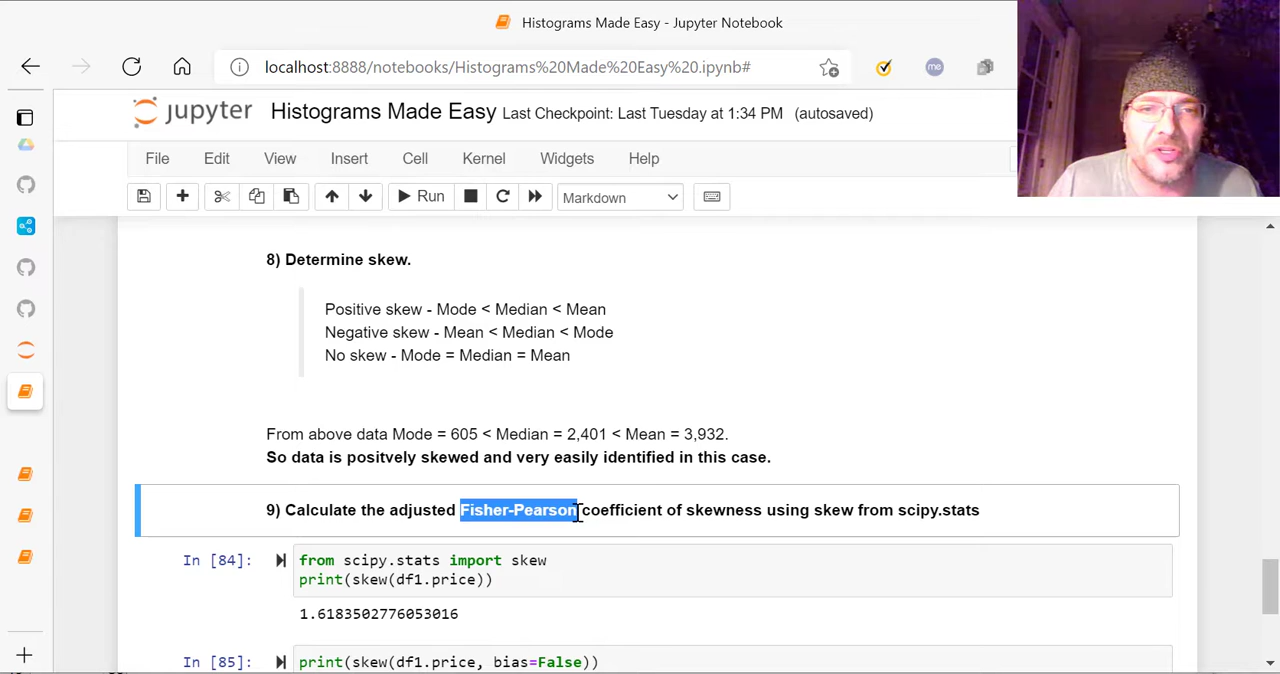 Histograms Made Easy - Jupyter Notebook
localhost:8888/notebooks/Histograms%20Made%20Easy%20.ipynb#
me
jupyter Histograms Made Easy Last Checkpoint: Last Tuesday at 1:34 PM (autosaved)
File Edit View Insert Cell Kernel Widgets Help
Run Markdown
8) Determine skew.
Positive skew - Mode < Median < Mean
Negative skew - Mean < Median < Mode
No skew - Mode = Median = Mean
From above data Mode = 605 < Median = 2,401 < Mean = 3,932.
So data is positvely skewed and very easily identified in this case.
9) Calculate the adjusted Fisher-Pearson coefficient of skewness using skew from scipy.stats
In [84]: from scipy.stats import skew
print(skew(df1.price))
1.6183502776053016
In [85]: print(skew(df1.price, bias=False))